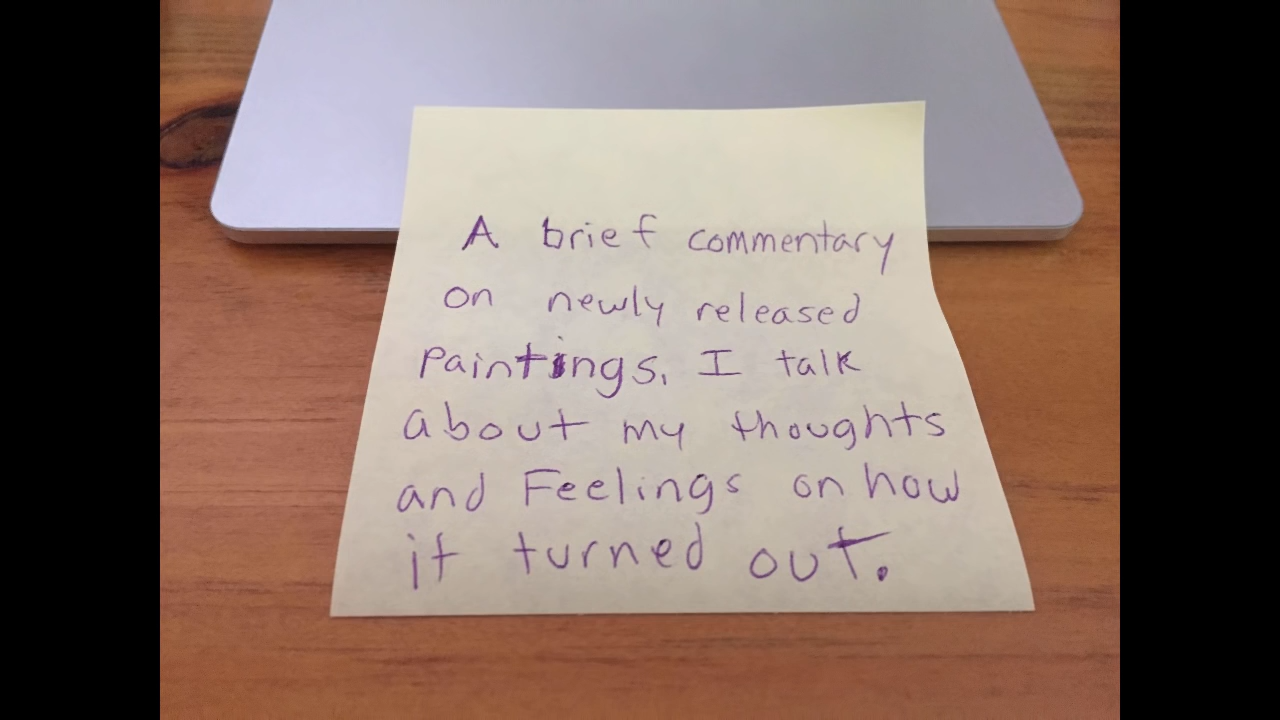 A brief commentary
on newly released
paintings. I talk
about my thoughts
and Feelings on how
it turned out.